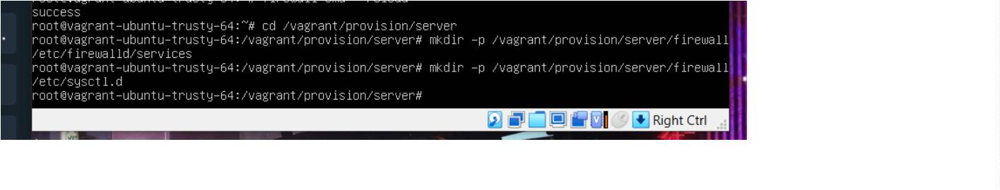 success
root@vagrant-ubuntu-trusty-64:~# cd /vagrant/provision/server
root@vagrant-ubuntu-trusty-64:/vagrant/provision/server# mkdir -p /vagrant/provision/server/firewall
/etc/firewalld/services
root@vagrant-ubuntu-trusty-64:/vagrant/provision/server# mkdir -p /vagrant/provision/server/firewall
/etc/sysctl.d
root@vagrant-ubuntu-trusty-64:/vagrant/provision/server#
Right Ctrl